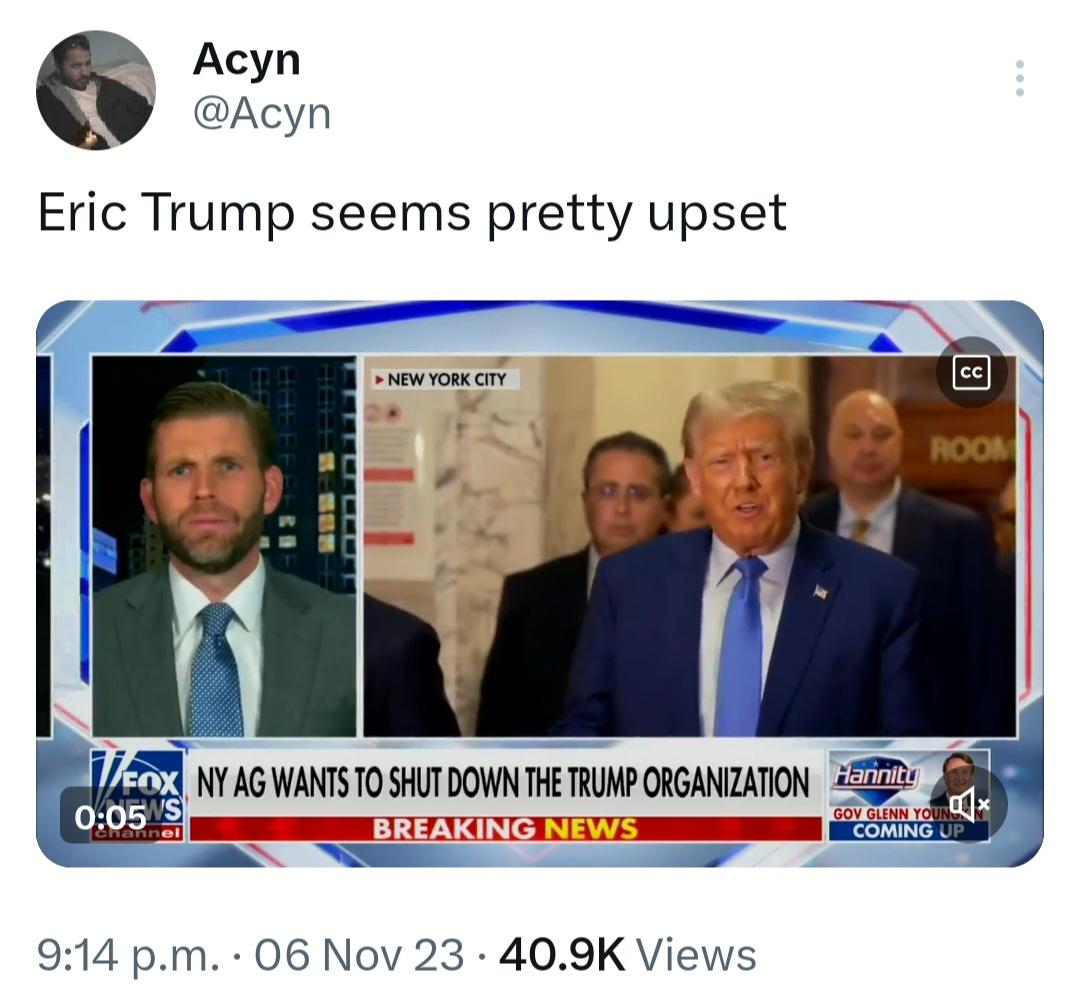 Acyn
@Acyn
Eric Trump seems pretty upset
CC
NEW YORK CITY
ROOM
FOX
NEWS
channel
0:05
NY AG WANTS TO SHUT DOWN THE TRUMP ORGANIZATION
BREAKING NEWS
Hannity
GOV GLENN YOUNGKIN
COMING UP
9:14 p.m. · 06 Nov 23 · 40.9K Views